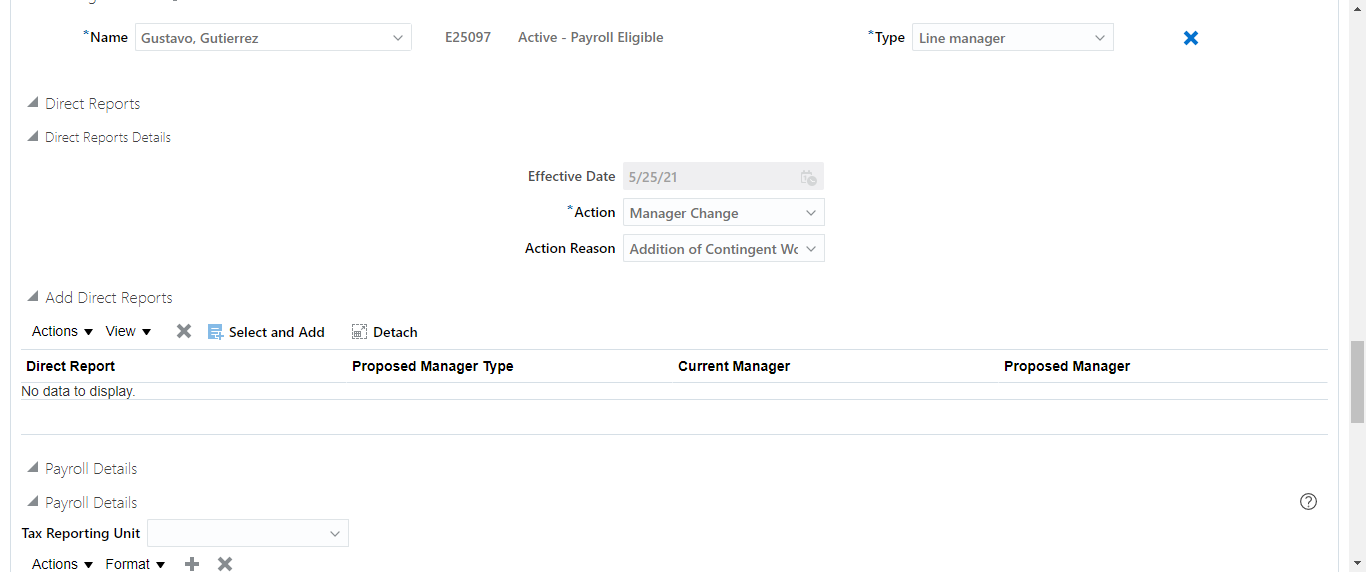 *Name Gustavo, Gutierrez E25097 Active - Payroll Eligible *Type Line manager
Direct Reports
Direct Reports Details
Effective Date 5/25/21
*Action Manager Change
Action Reason Addition of Contingent Wc
Add Direct Reports
Actions View Select and Add Detach
Direct Report Proposed Manager Type Current Manager Proposed Manager
No data to display.
Payroll Details
Payroll Details
Tax Reporting Unit
Actions Format